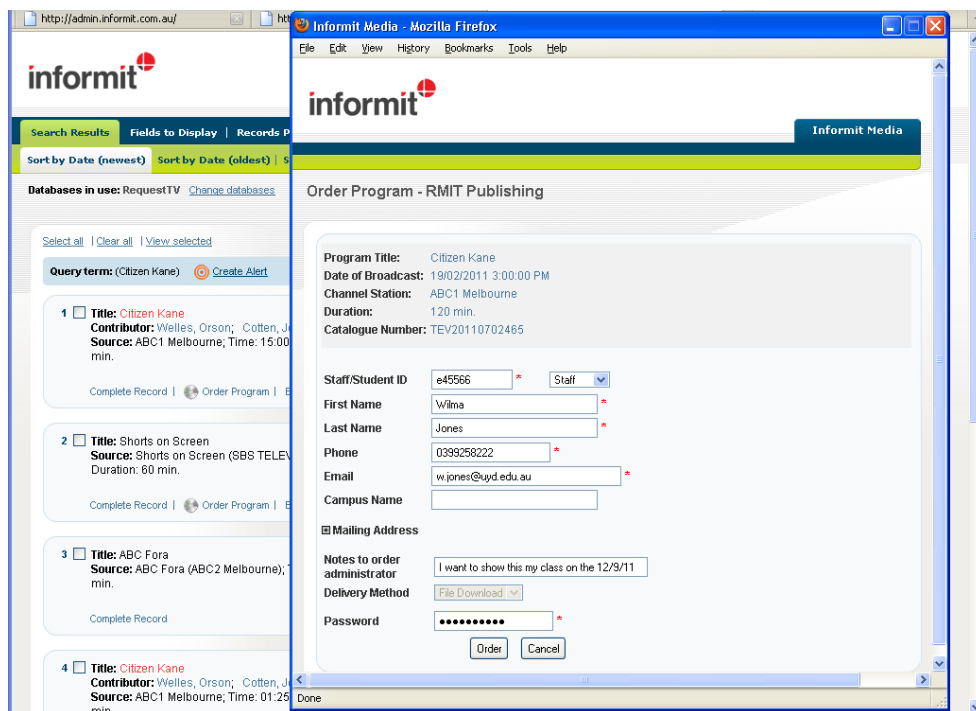 http://admin.informit.com.au/
htt
informit
Search Results Fields to Display | Records P
Sort by Date (newest) Sort by Date (oldest) | S
Databases in use: RequestTV Change databases
Select all | Clear all | View selected
Query term: (Citizen Kane) Create Alert
1 Title: Citizen Kane
Contributor: Welles, Orson; Cotten, Jo
Source: ABC1 Melbourne; Time: 15:00
min.
Complete Record | Order Program | E
2 Title: Shorts on Screen
Source: Shorts on Screen (SBS TELEV
Duration: 60 min.
Complete Record | Order Program | E
3 Title: ABC Fora
Source: ABC Fora (ABC2 Melbourne);
min.
Complete Record
4 Title: Citizen Kane
Contributor: Welles, Orson; Cotten, Jo
Source: ABC1 Melbourne; Time: 01:25
min.
Informit Media - Mozilla Firefox
File Edit View History Bookmarks Tools Help
informit
Informit Media
Order Program - RMIT Publishing
Program Title: Citizen Kane
Date of Broadcast: 19/02/2011 3:00:00 PM
Channel Station: ABC1 Melbourne
Duration: 120 min.
Catalogue Number: TEV20110702465
Staff/Student ID e45566 * Staff
First Name Wilma *
Last Name Jones *
Phone 0399258222 *
Email w.jones@uyd.edu.au *
Campus Name
Mailing Address
Notes to order
administrator I want to show this my class on the 12/9/11
Delivery Method File Download
Password •••••••••• *
Order Cancel
Done